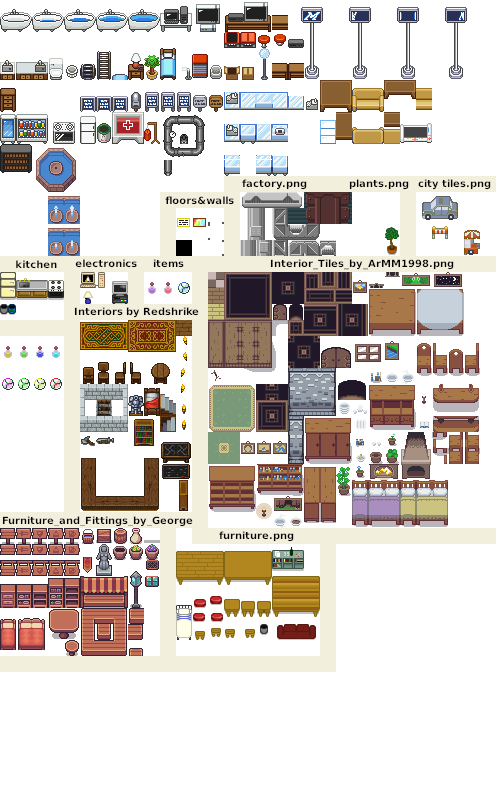 factory.png plants.png city tiles.png
floors&walls
kitchen electronics items Interior_Tiles_by_ArMM1998.png
Interiors by Redshrike
Furniture_and_Fittings_by_George
furniture.png